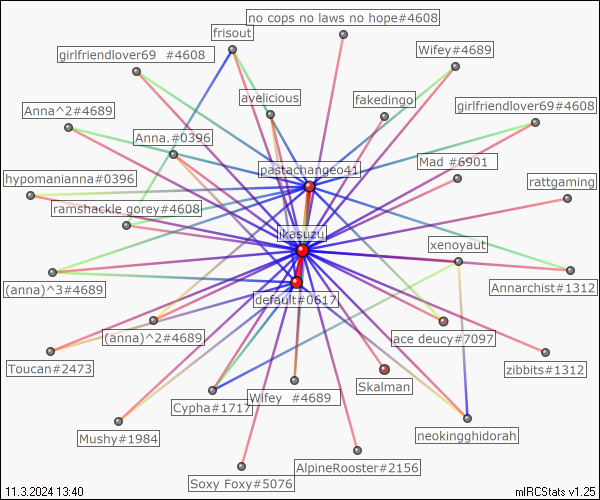 no cops no laws no hope#4608
frisout
girlfriendlover69  #4608
Wifey#4689
avelicious
fakedingo
girlfriendlover69#4608
Anna^2#4689
Anna.#0396
Mad #6901
pastachangeo41
hypomanianna#0396
rattgaming
ramshackle gorey#4608
ikasuzu
xenoyaut
(anna)^3#4689
Annarchist#1312
default#0617
(anna)^2#4689
ace deucy#7097
Toucan#2473
zibbits#1312
Skalman
Wifey  #4689
Cypha#1717
Mushy#1984
neokingghidorah
AlpineRooster#2156
Soxy Foxy#5076
11.3.2024 13:40
mIRCStats v1.25